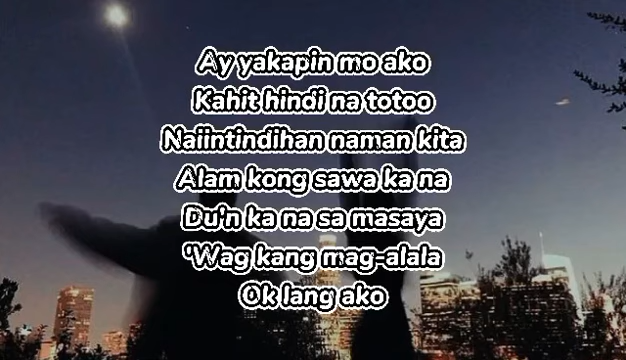 Ay yakapin mo ako
Kahit hindi na totoo
Naiintindihan naman kita
Alam kong sawa ka na
Du'n ka na sa masaya
'Wag kang mag-alala
Ok lang ako